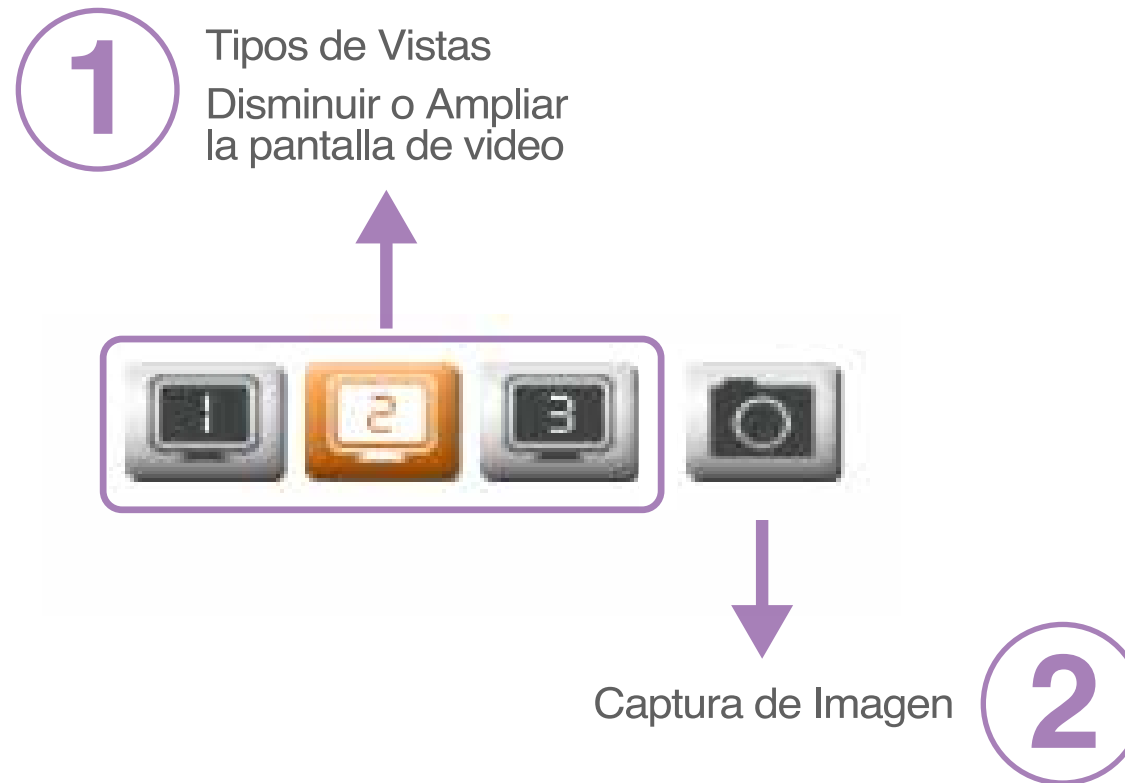 1
Tipos de Vistas
Disminuir o Ampliar
la pantalla de video
1 2 3
Captura de Imagen
2